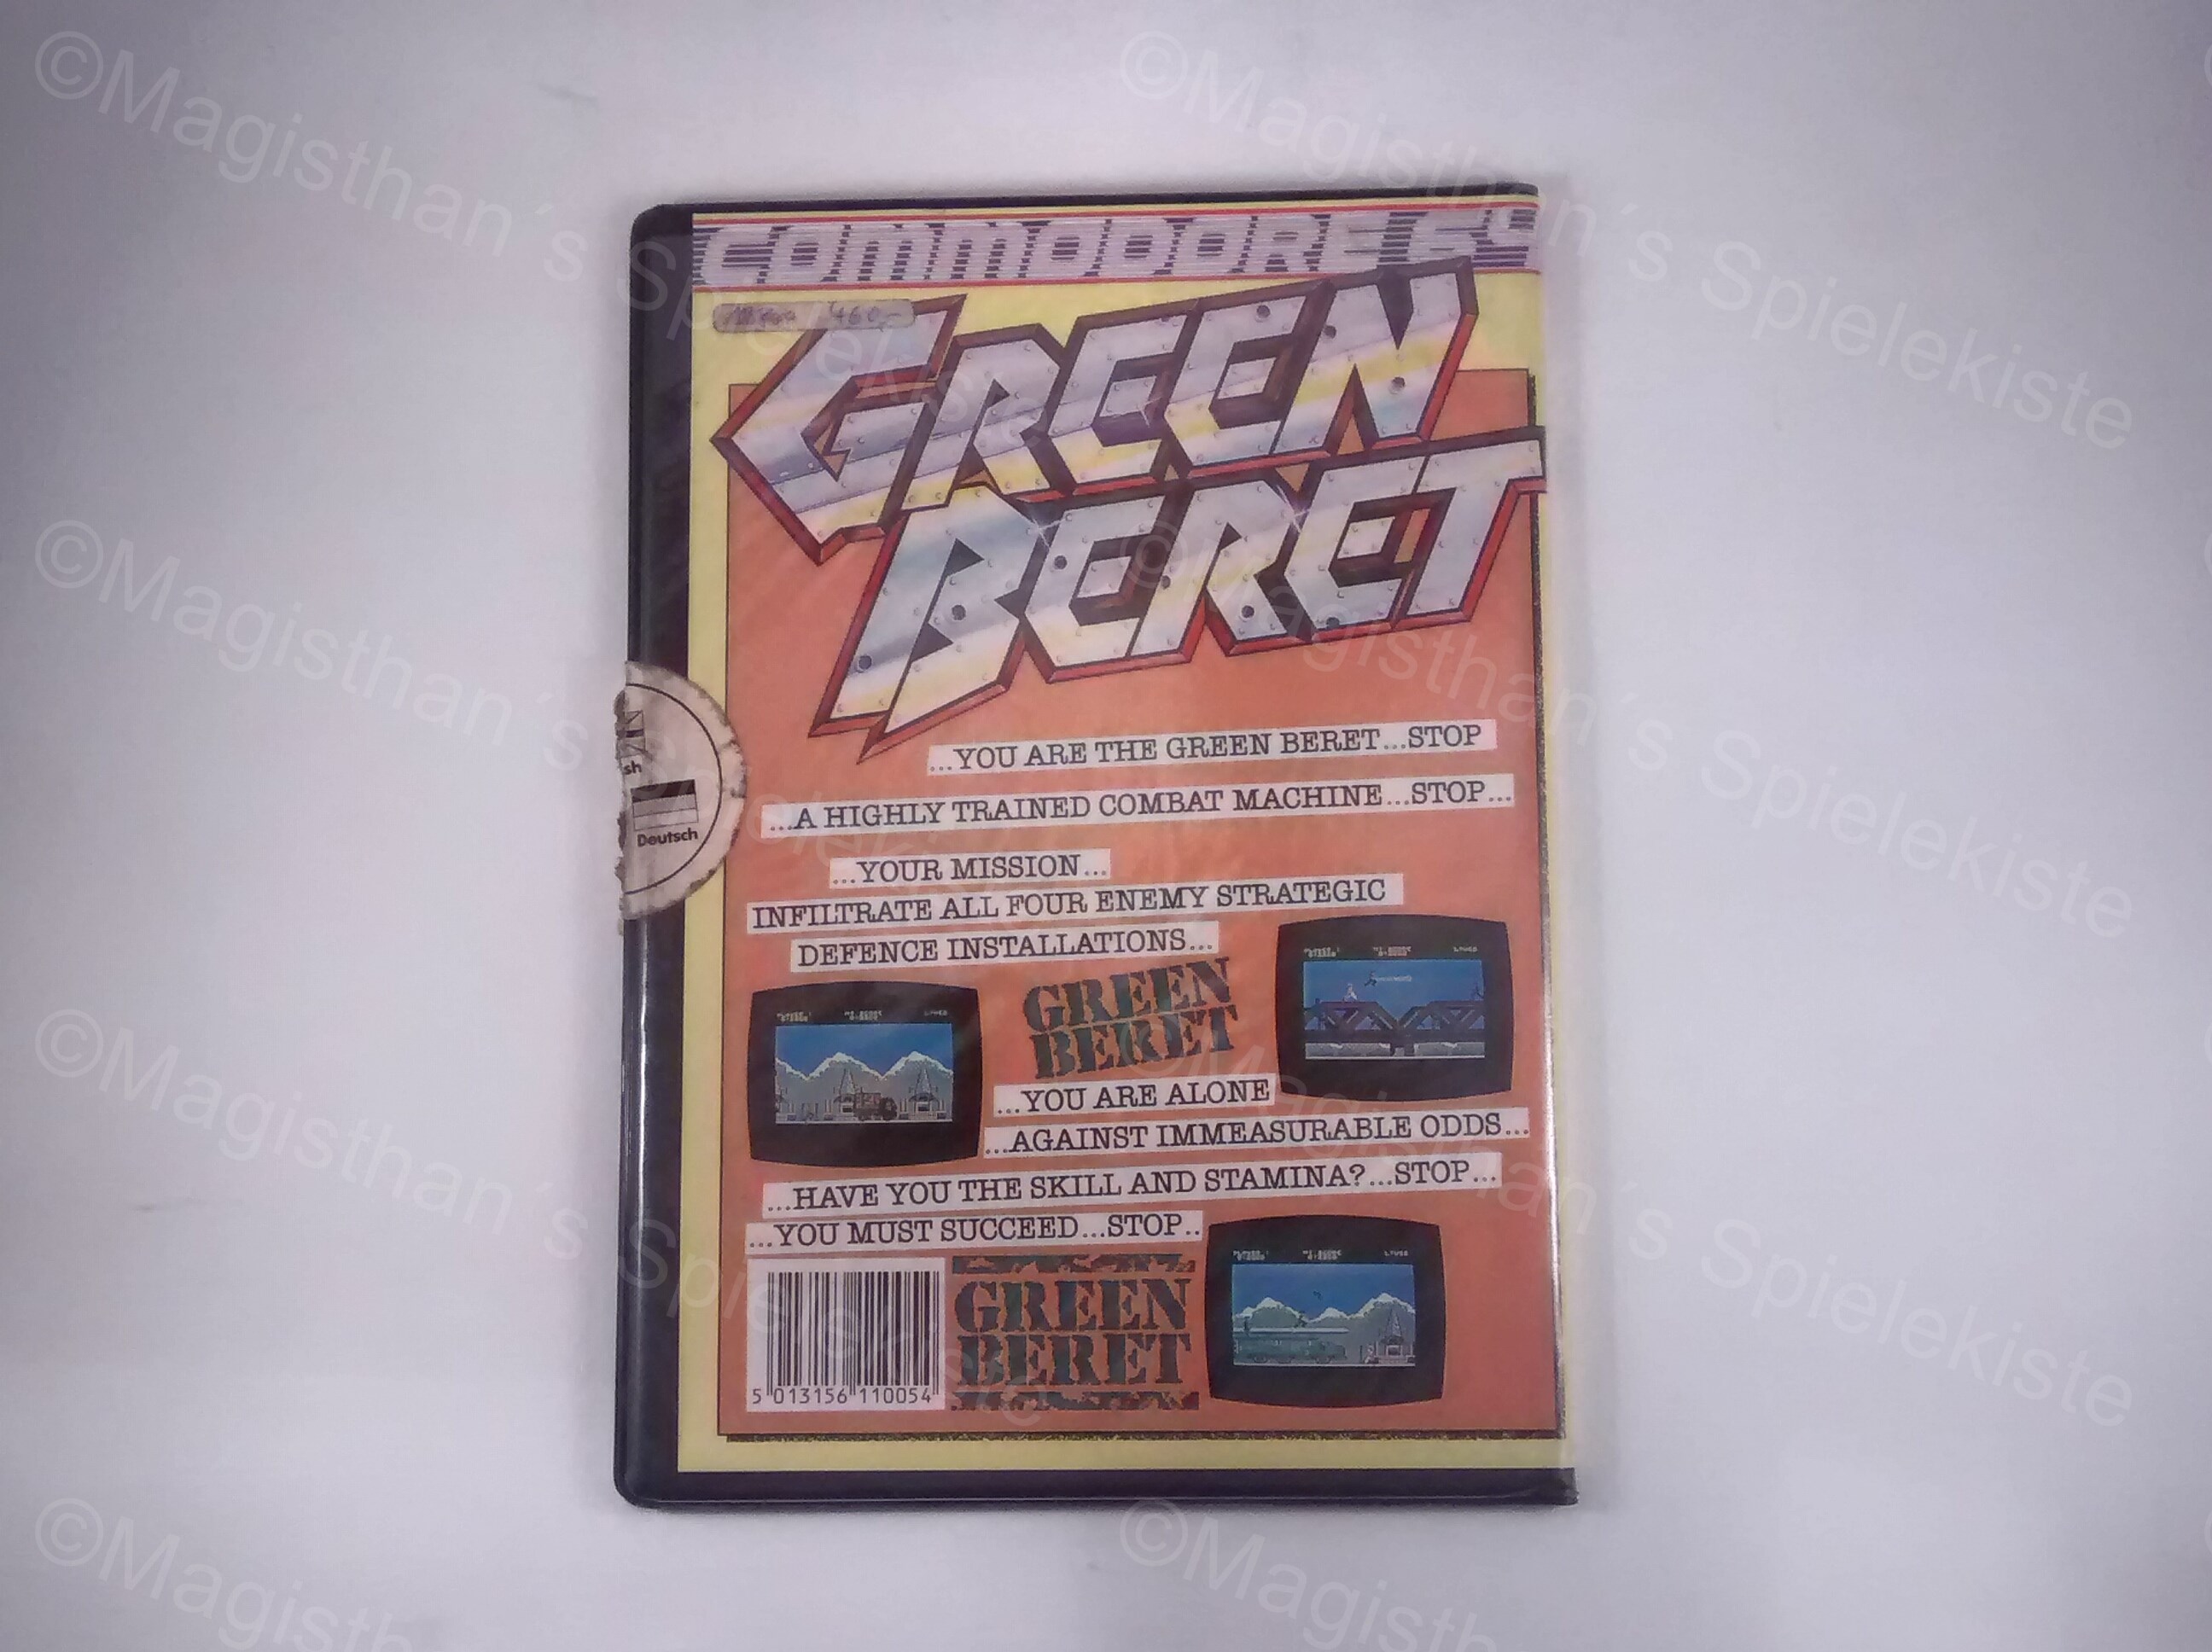 COMMODORE 64
460,-
GREEN
BERET
...YOU ARE THE GREEN BERET...STOP
...A HIGHLY TRAINED COMBAT MACHINE...STOP...
...YOUR MISSION...
INFILTRATE ALL FOUR ENEMY STRATEGIC
DEFENCE INSTALLATIONS...
sh
Deutsch
GREEN
BERET
...YOU ARE ALONE
...AGAINST IMMEASURABLE ODDS...
...HAVE YOU THE SKILL AND STAMINA?...STOP...
...YOU MUST SUCCEED...STOP..
GREEN
BERET
5 013156 110054
©Magisthan´s Spielekiste
©Magisthan´s Spielekiste
©Magisthan´s Spielekiste
©Magisthan´s Spielekiste
©Magisthan´s Spielekiste
©Magisthan´s Spielekiste
©Magisth
©Magisth